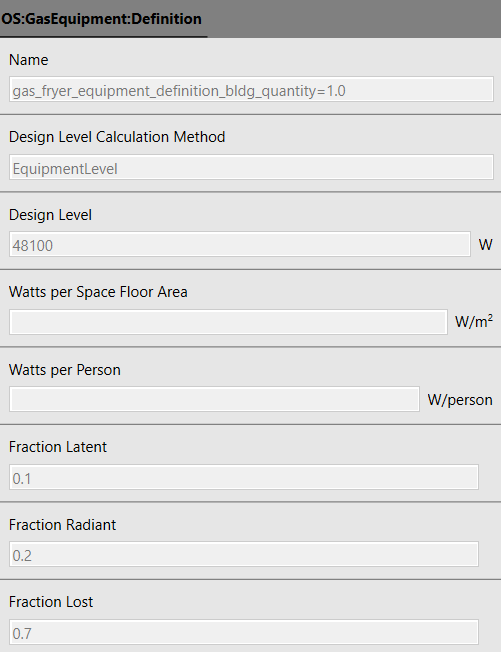 OS:GasEquipment:Definition
Name
gas_fryer_equipment_definition_bldg_quantity=1.0
Design Level Calculation Method
EquipmentLevel
Design Level
48100 W
Watts per Space Floor Area
W/m²
Watts per Person
W/person
Fraction Latent
0.1
Fraction Radiant
0.2
Fraction Lost
0.7